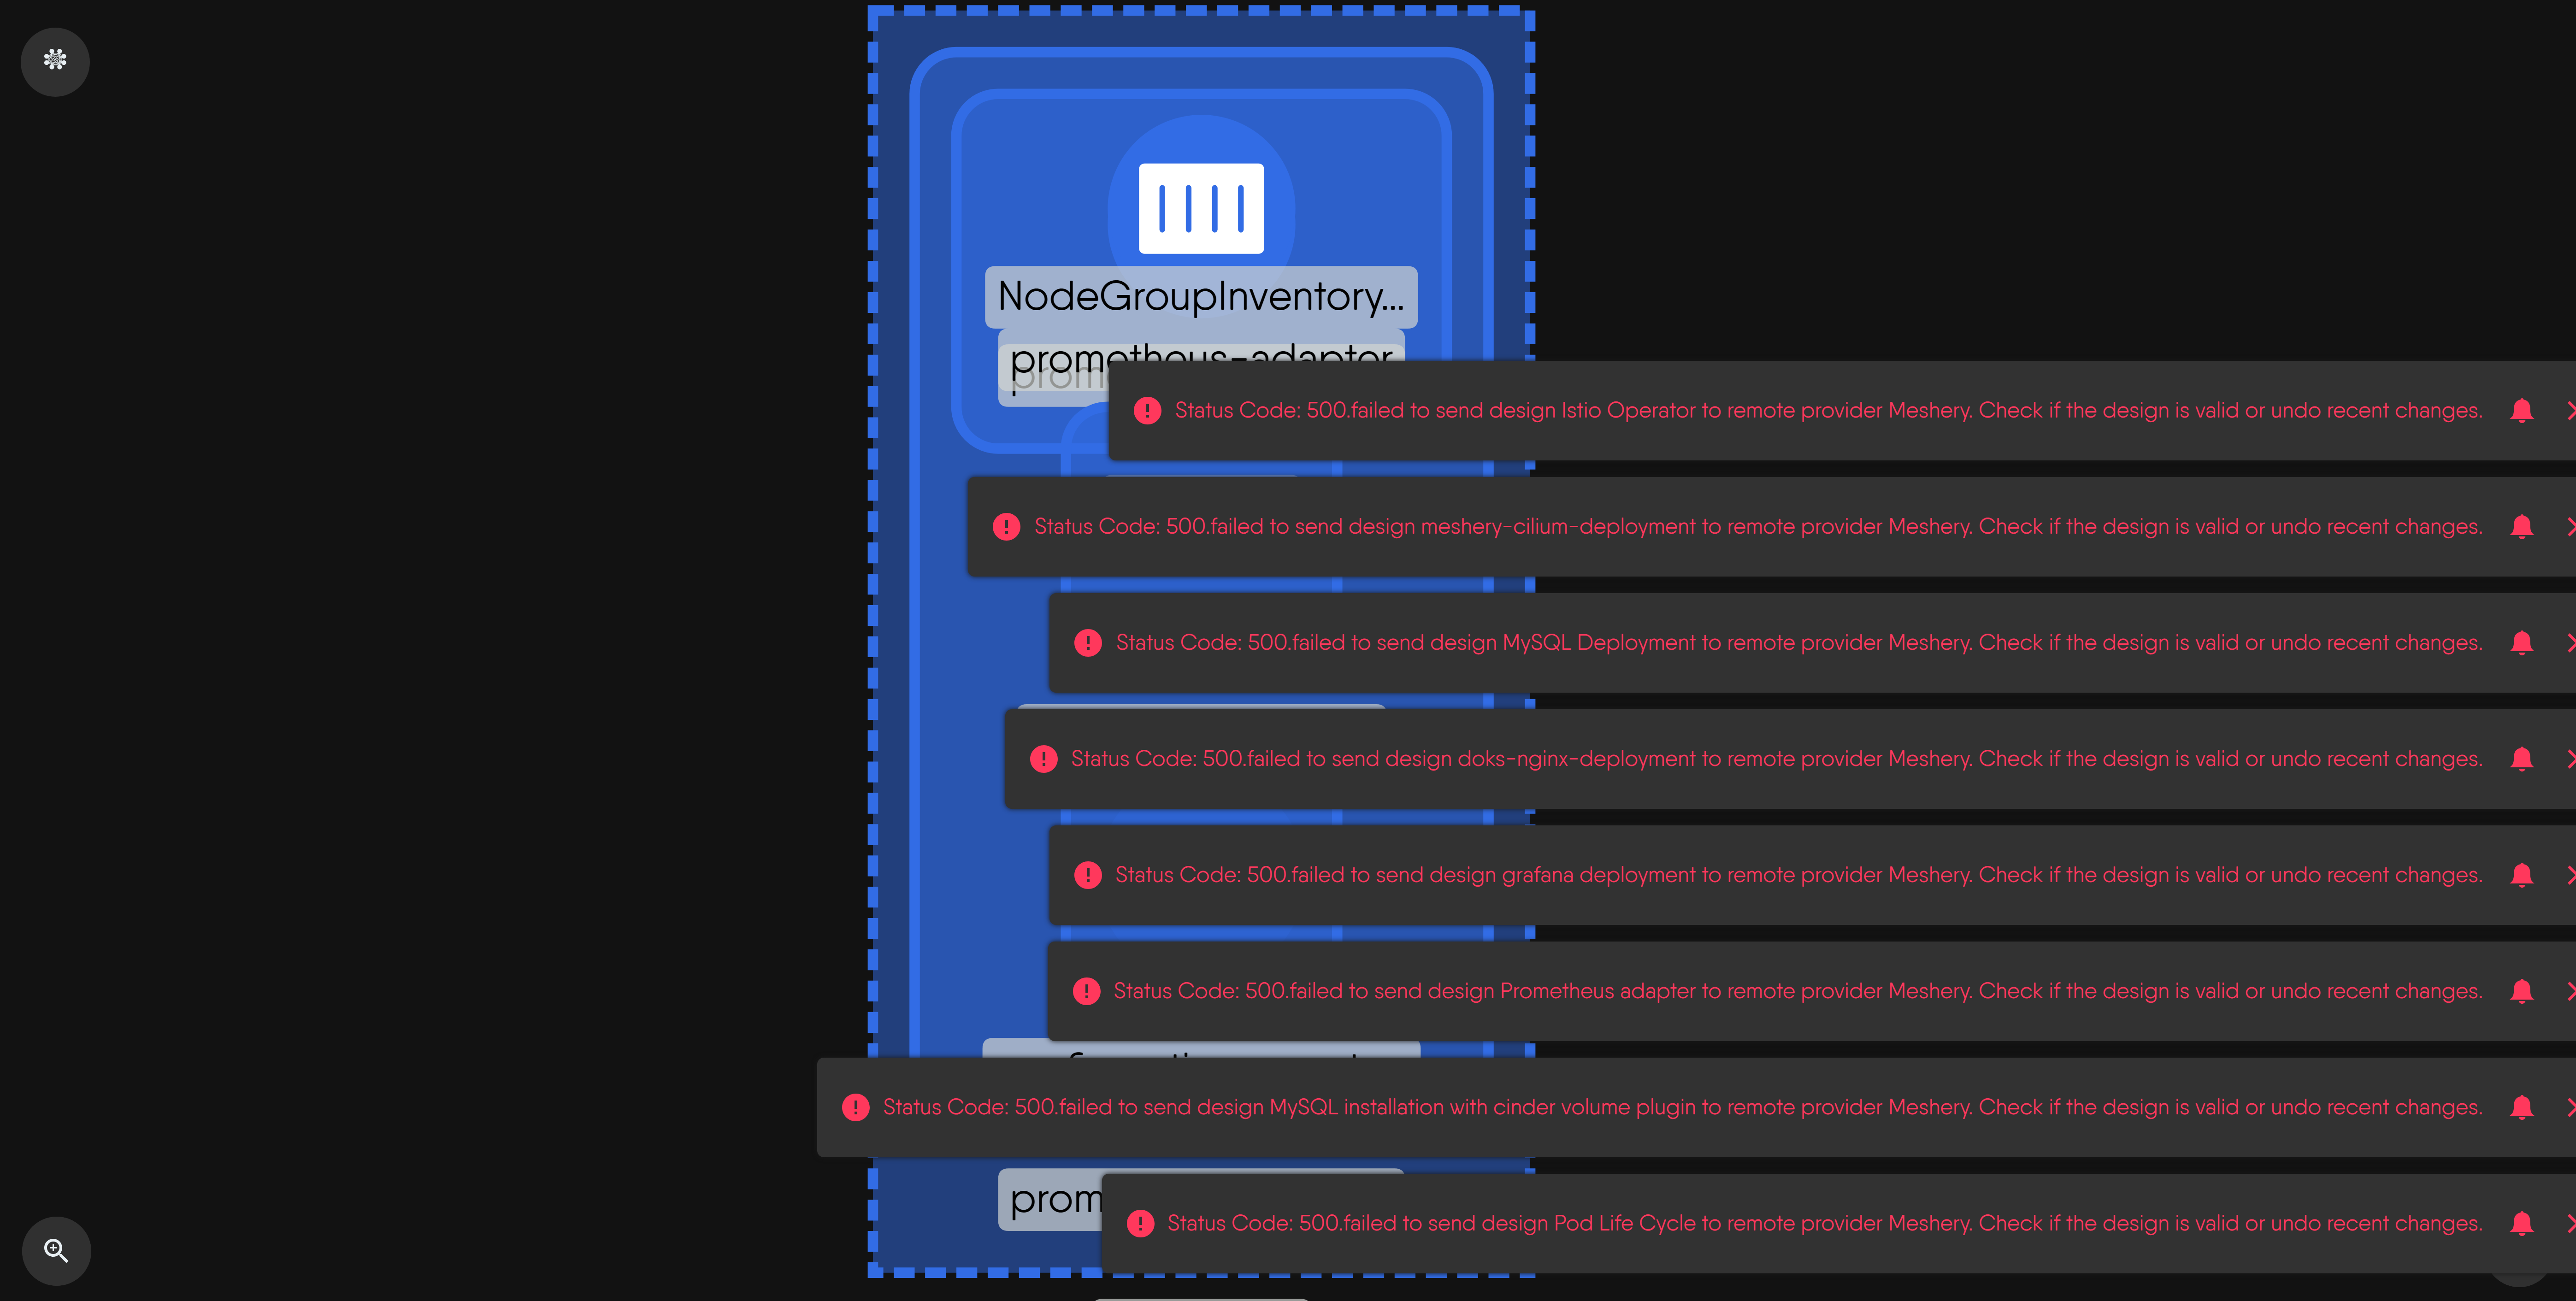 NodeGroupInventory...
prometheus-adapter
Status Code: 500.failed to send design Istio Operator to remote provider Meshery. Check if the design is valid or undo recent changes.
Status Code: 500.failed to send design meshery-cilium-deployment to remote provider Meshery. Check if the design is valid or undo recent changes.
Status Code: 500.failed to send design MySQL Deployment to remote provider Meshery. Check if the design is valid or undo recent changes.
Status Code: 500.failed to send design doks-nginx-deployment to remote provider Meshery. Check if the design is valid or undo recent changes.
Status Code: 500.failed to send design grafana deployment to remote provider Meshery. Check if the design is valid or undo recent changes.
Status Code: 500.failed to send design Prometheus adapter to remote provider Meshery. Check if the design is valid or undo recent changes.
Status Code: 500.failed to send design MySQL installation with cinder volume plugin to remote provider Meshery. Check if the design is valid or undo recent changes.
prom
Status Code: 500.failed to send design Pod Life Cycle to remote provider Meshery. Check if the design is valid or undo recent changes.